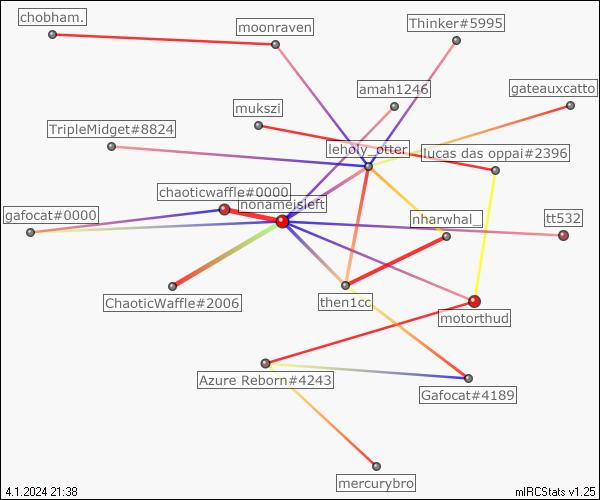 chobham.
moonraven
Thinker#5995
amah1246
gateauxcatto
mukszi
TripleMidget#8824
leholy_otter
lucas das oppai#2396
chaoticwaffle#0000
nonameisleft
gafocat#0000
nharwhal_
tt532
ChaoticWaffle#2006
then1cc
motorthud
Azure Reborn#4243
Gafocat#4189
mercurybro
4.1.2024 21:38
mIRCStats v1.25